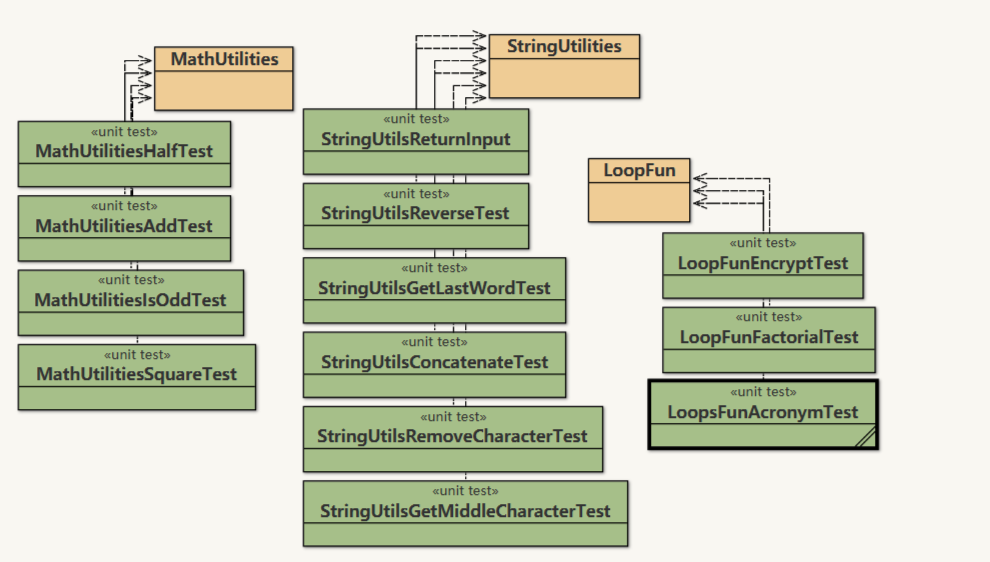 MathUtilities
«unit test»
MathUtilitiesHalfTest
«unit test»
MathUtilitiesAddTest
«unit test»
MathUtilitiesIsOddTest
«unit test»
MathUtilitiesSquareTest
StringUtilities
«unit test»
StringUtilsReturnInput
«unit test»
StringUtilsReverseTest
«unit test»
StringUtilsGetLastWordTest
«unit test»
StringUtilsConcatenateTest
«unit test»
StringUtilsRemoveCharacterTest
«unit test»
StringUtilsGetMiddleCharacterTest
LoopFun
«unit test»
LoopFunEncryptTest
«unit test»
LoopFunFactorialTest
«unit test»
LoopsFunAcronymTest